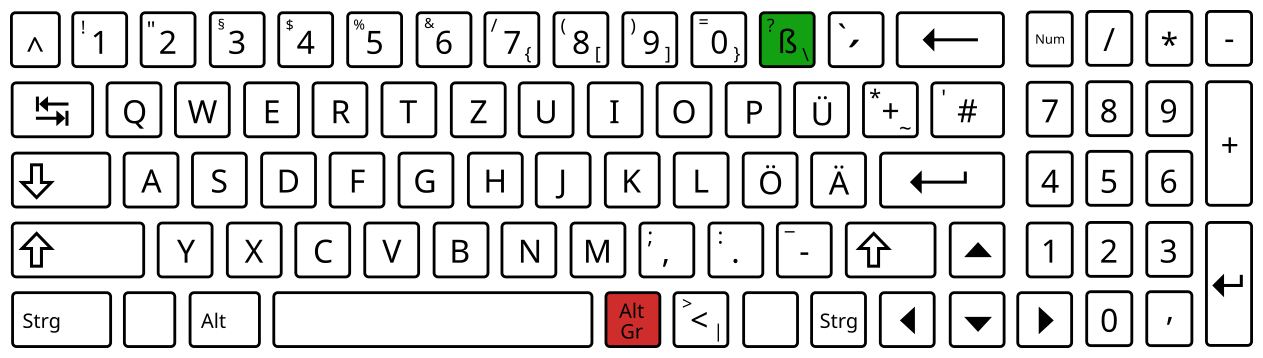 ^ ! 1 " 2 § 3 $ 4 % 5 & 6 / 7 { ( 8 [ ) 9 ] = 0 } ? ß \ ` ´ Num / * -
Q W E R T Z U I O P Ü * + ~ ' # 7 8 9 +
A S D F G H J K L Ö Ä 4 5 6
Y X C V B N M ; , : . _ - 1 2 3
Strg Alt Alt Gr > < | Strg 0 ,